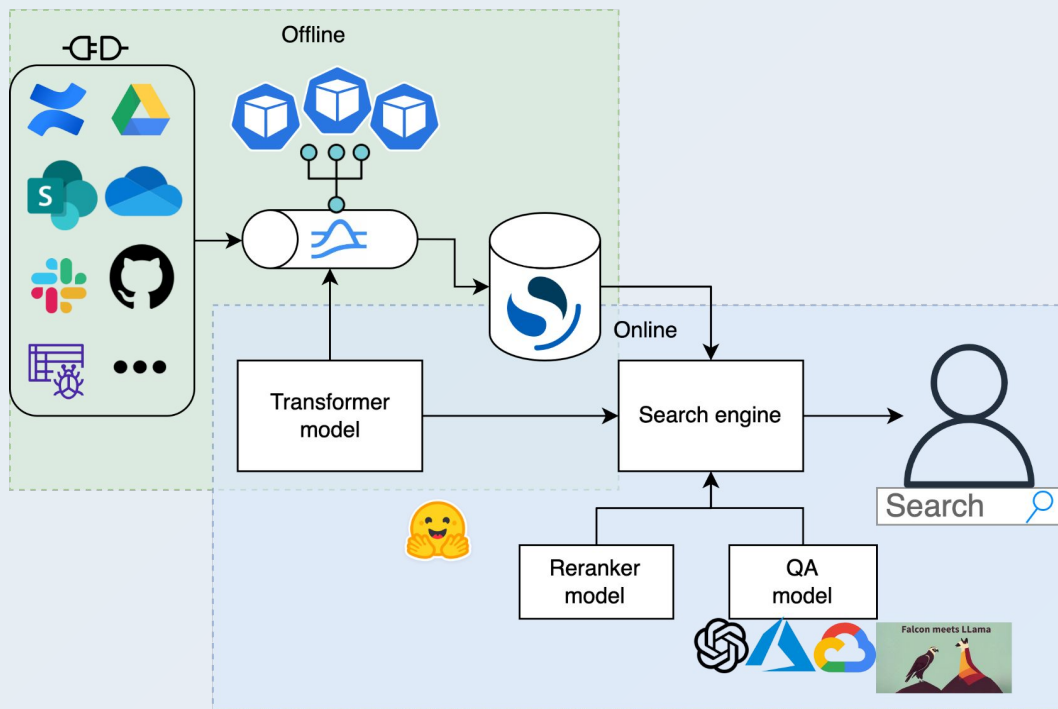 Offline
S
Online
Transformer
model
Search engine
Search
Reranker
model
QA
model
Falcon meets LLama